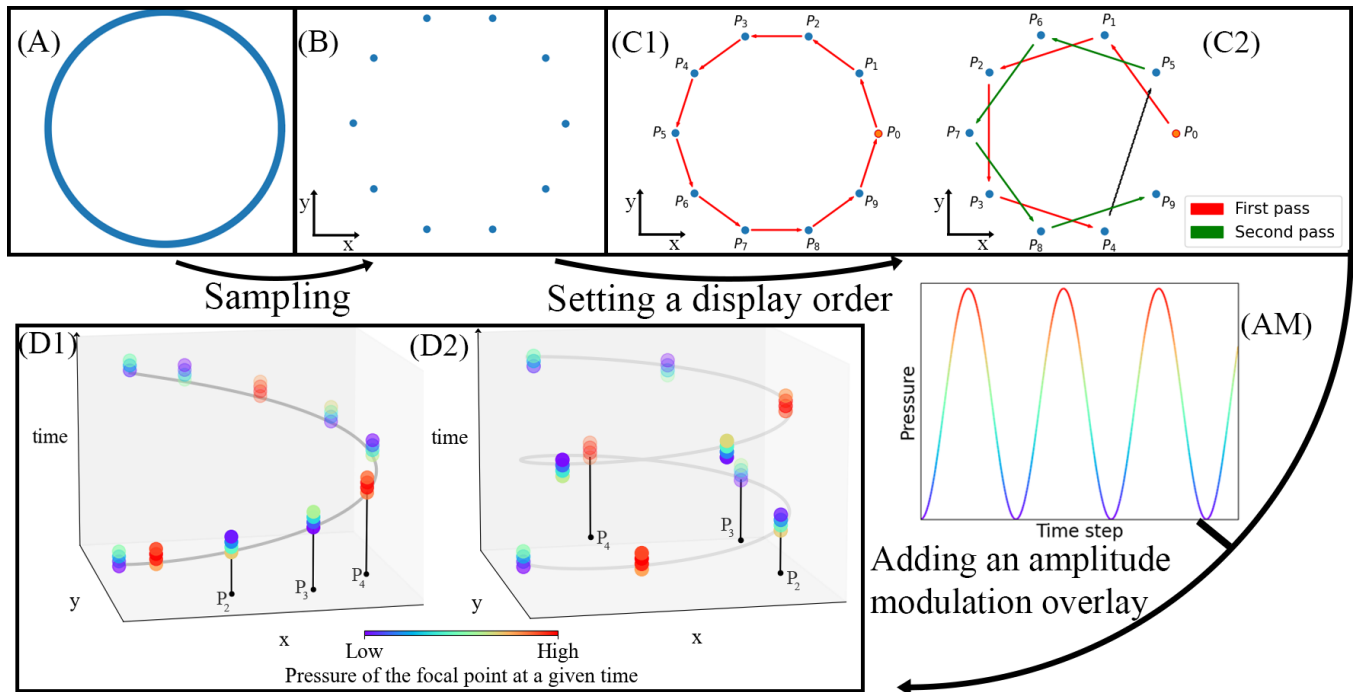 (A)
(B)
y
x
(C1)
P0
P1
P2
P3
P4
P5
P6
P7
P8
P9
y
x
(C2)
P0
P1
P2
P3
P4
P5
P6
P7
P8
P9
y
x
First pass
Second pass
Sampling
Setting a display order
(AM)
Pressure
Time step
Adding an amplitude
modulation overlay
(D1)
time
y
x
P2
P3
P4
(D2)
time
y
x
P4
P3
P2
Low
High
Pressure of the focal point at a given time